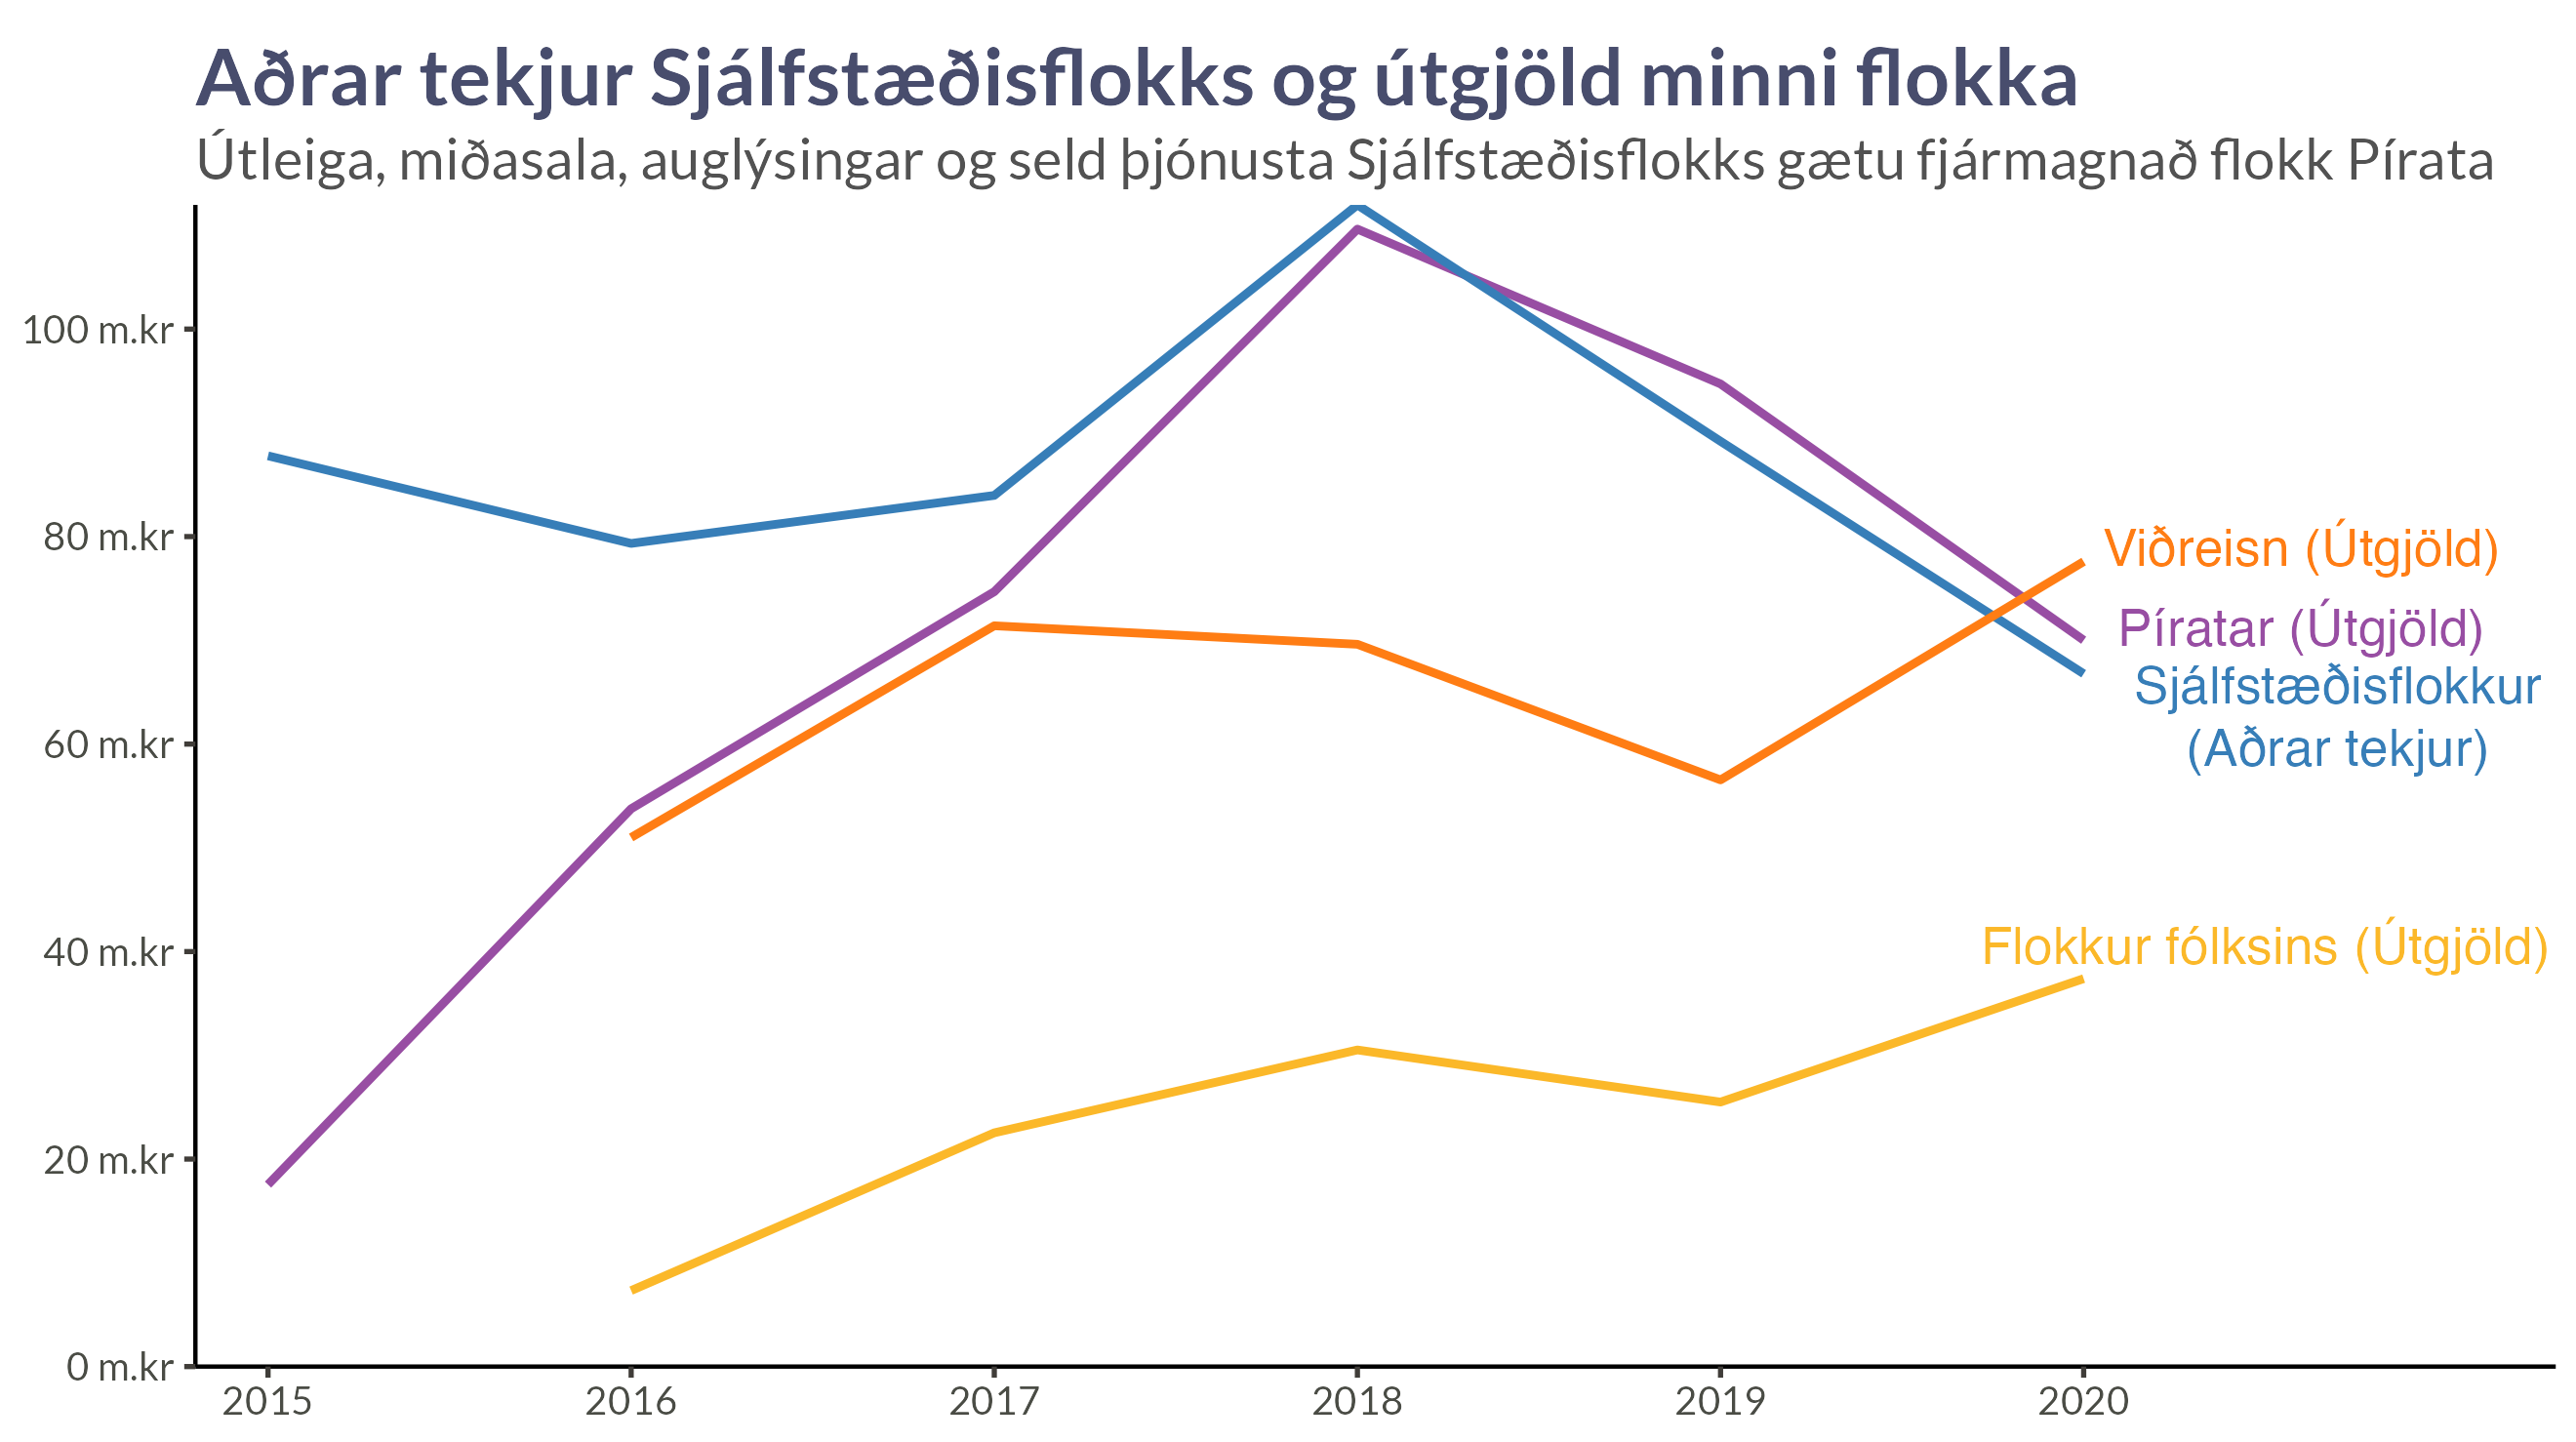 Aðrar tekjur Sjálfstæðisflokks og útgjöld minni flokka
Útleiga, miðasala, auglýsingar og seld þjónusta Sjálfstæðisflokks gætu fjármagnað flokk Pírata
100 m.kr
80 m.kr
60 m.kr
40 m.kr
20 m.kr
0 m.kr
Viðreisn (Útgjöld)
Píratar (Útgjöld)
Sjálfstæðisflokkur
(Aðrar tekjur)
Flokkur fólksins (Útgjöld)
2015
2016
2017
2018
2019
2020